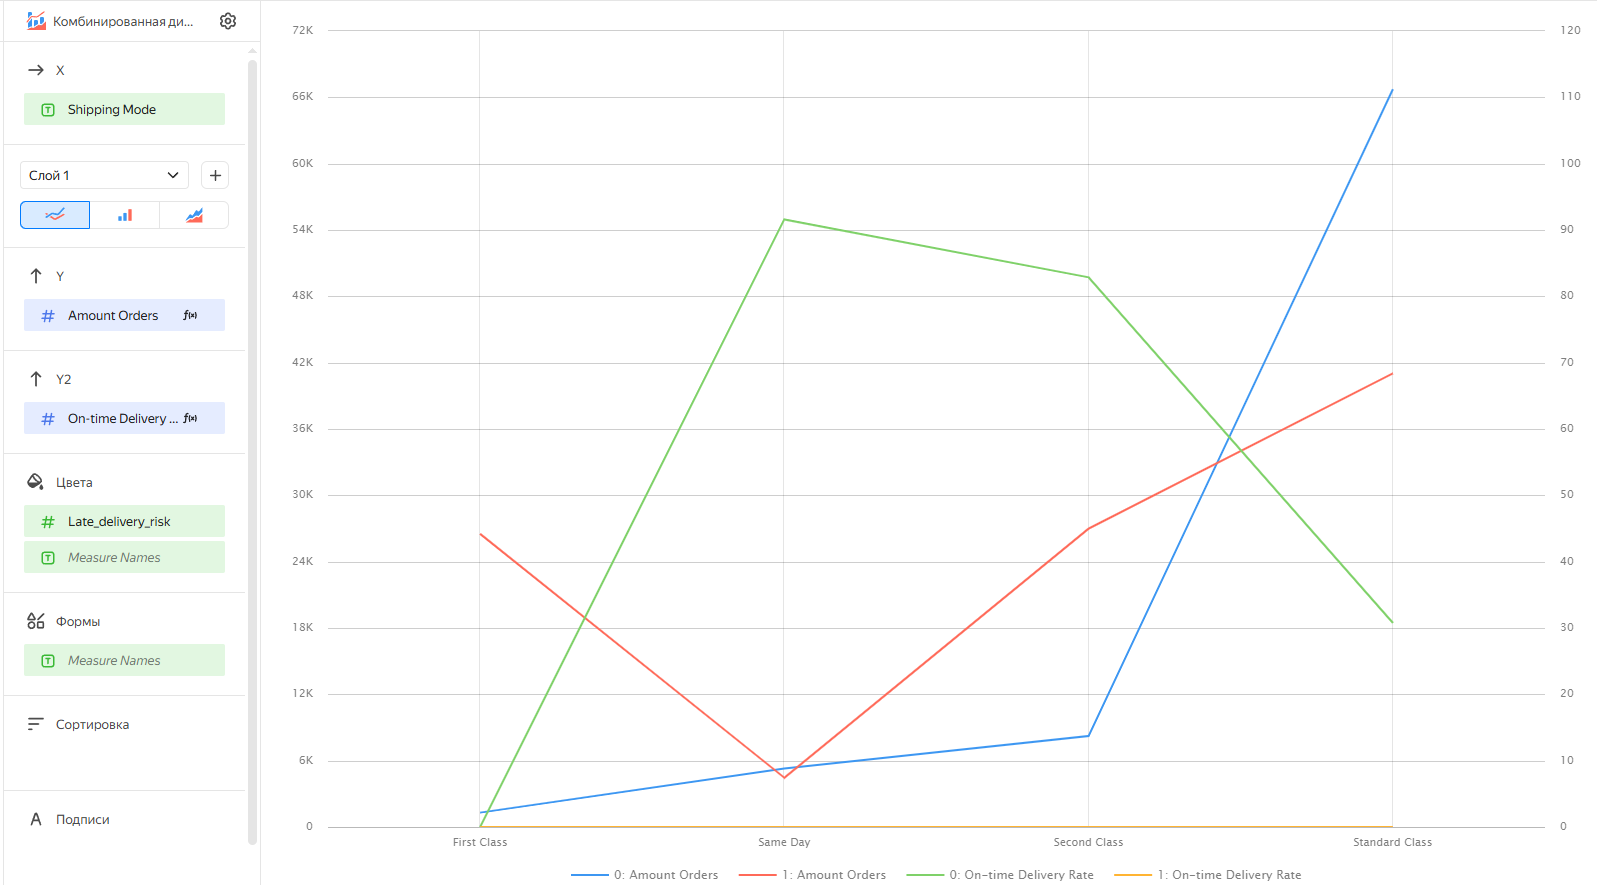 Комбинированная ди...
X
Shipping Mode
Слой 1
Y
Amount Orders
Y2
On-time Delivery ...
Цвета
Late_delivery_risk
Measure Names
Формы
Measure Names
Сортировка
Подписи
72K
66K
60K
54K
48K
42K
36K
30K
24K
18K
12K
6K
0
120
110
100
90
80
70
60
50
40
30
20
10
0
First Class
Same Day
Second Class
Standard Class
0: Amount Orders
1: Amount Orders
0: On-time Delivery Rate
1: On-time Delivery Rate